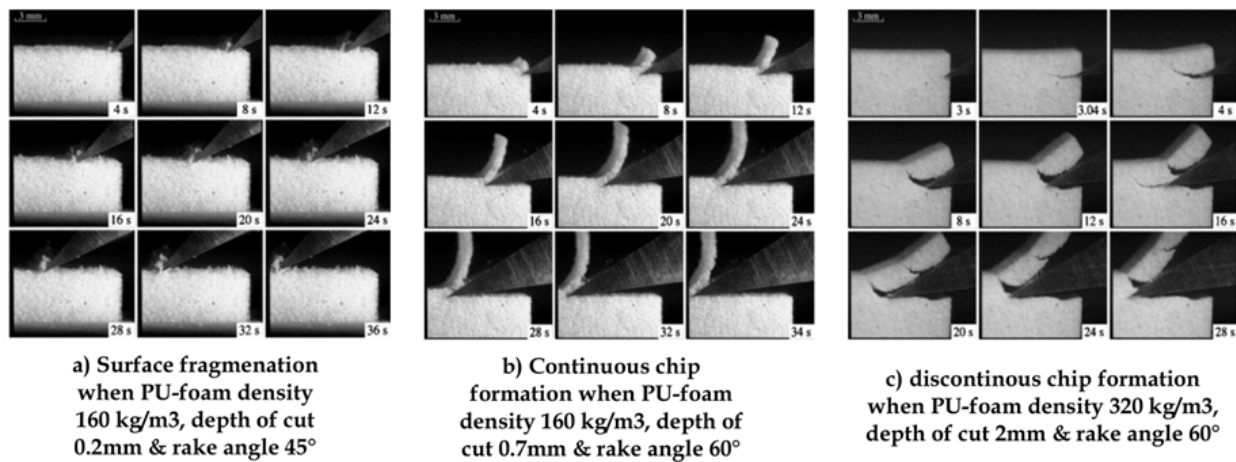 3 mm
4 s
8 s
12 s
16 s
20 s
24 s
28 s
32 s
36 s
a) Surface fragmenation
when PU-foam density
160 kg/m3, depth of cut
0.2mm & rake angle 45°
3 mm
4 s
8 s
12 s
16 s
20 s
24 s
28 s
32 s
34 s
b) Continuous chip
formation when PU-foam
density 160 kg/m3, depth of
cut 0.7mm & rake angle 60°
3 mm
3 s
3.04 s
4 s
8 s
12 s
16 s
20 s
24 s
28 s
c) discontinous chip formation
when PU-foam density 320 kg/m3,
depth of cut 2mm & rake angle 60°